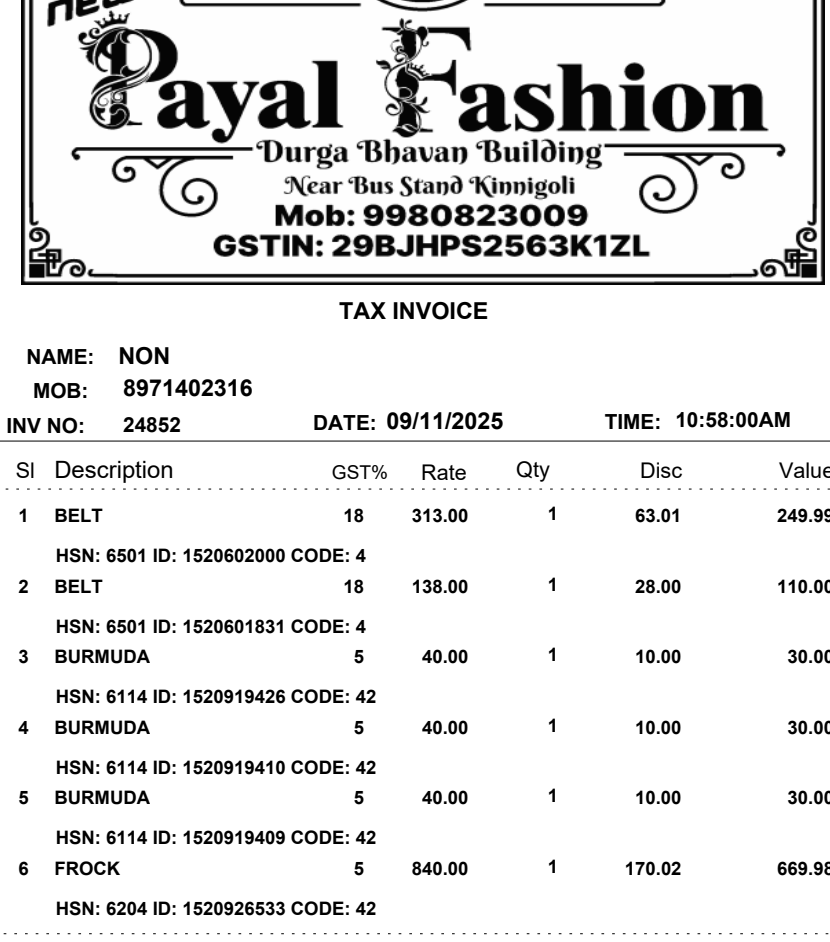 new
Payal Fashion
Durga Bhavan Building
Near Bus Stand Kinnigoli
Mob: 9980823009
GSTIN: 29BJHPS2563K1ZL
TAX INVOICE
NAME: NON
MOB: 8971402316
INV NO: 24852 DATE: 09/11/2025 TIME: 10:58:00AM
Sl Description GST% Rate Qty Disc Value
1 BELT 18 313.00 1 63.01 249.99
HSN: 6501 ID: 1520602000 CODE: 4
2 BELT 18 138.00 1 28.00 110.00
HSN: 6501 ID: 1520601831 CODE: 4
3 BURMUDA 5 40.00 1 10.00 30.00
HSN: 6114 ID: 1520919426 CODE: 42
4 BURMUDA 5 40.00 1 10.00 30.00
HSN: 6114 ID: 1520919410 CODE: 42
5 BURMUDA 5 40.00 1 10.00 30.00
HSN: 6114 ID: 1520919409 CODE: 42
6 FROCK 5 840.00 1 170.02 669.98
HSN: 6204 ID: 1520926533 CODE: 42